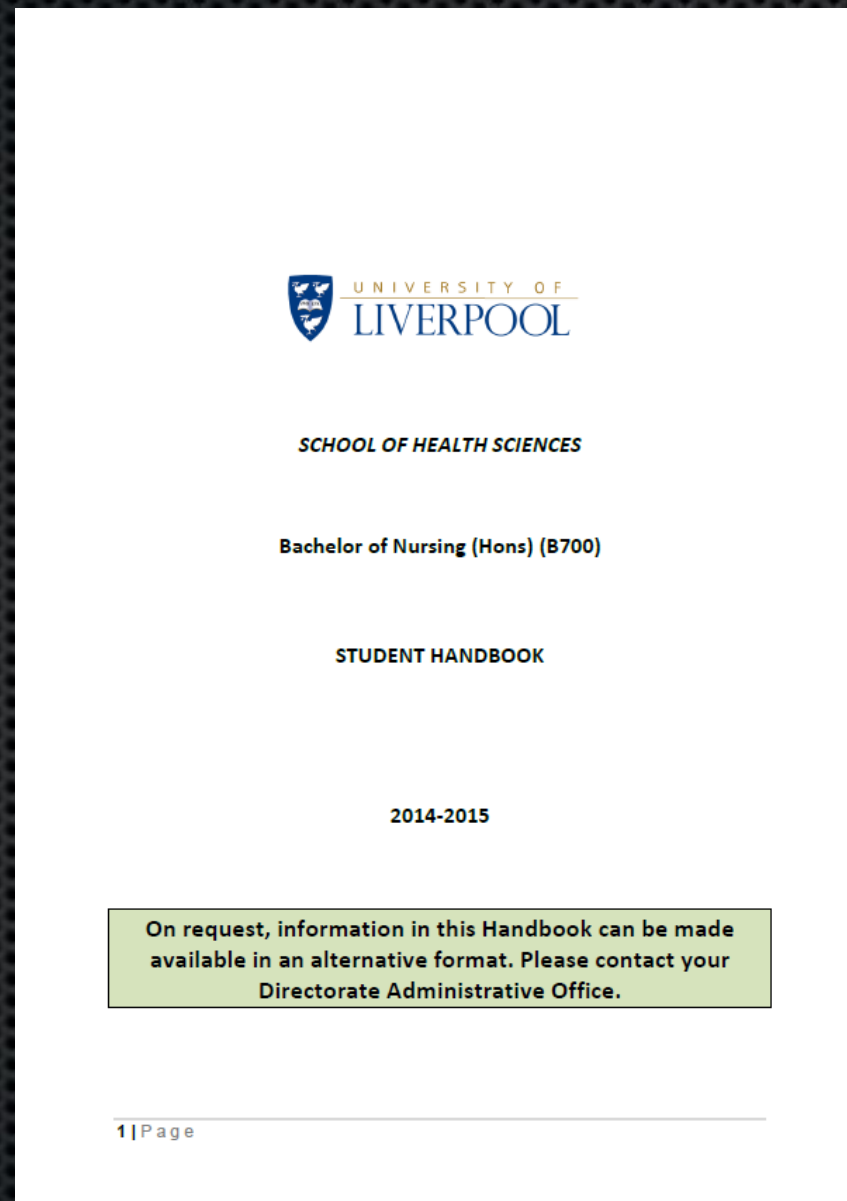 UNIVERSITY OF
LIVERPOOL
SCHOOL OF HEALTH SCIENCES
Bachelor of Nursing (Hons) (B700)
STUDENT HANDBOOK
2014-2015
On request, information in this Handbook can be made
available in an alternative format. Please contact your
Directorate Administrative Office.
1 | Page